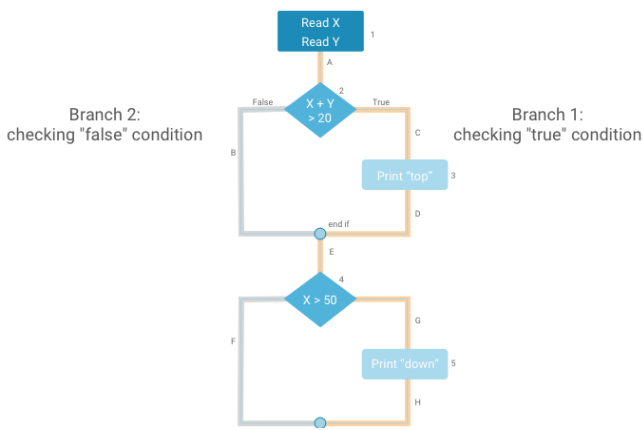 Read X
Read Y
1
A
2
False
X + Y
> 20
True
Branch 2:
checking "false" condition
Branch 1:
checking "true" condition
B
C
Print "top"
3
D
end if
E
4
X > 50
F
G
Print "down"
5
H